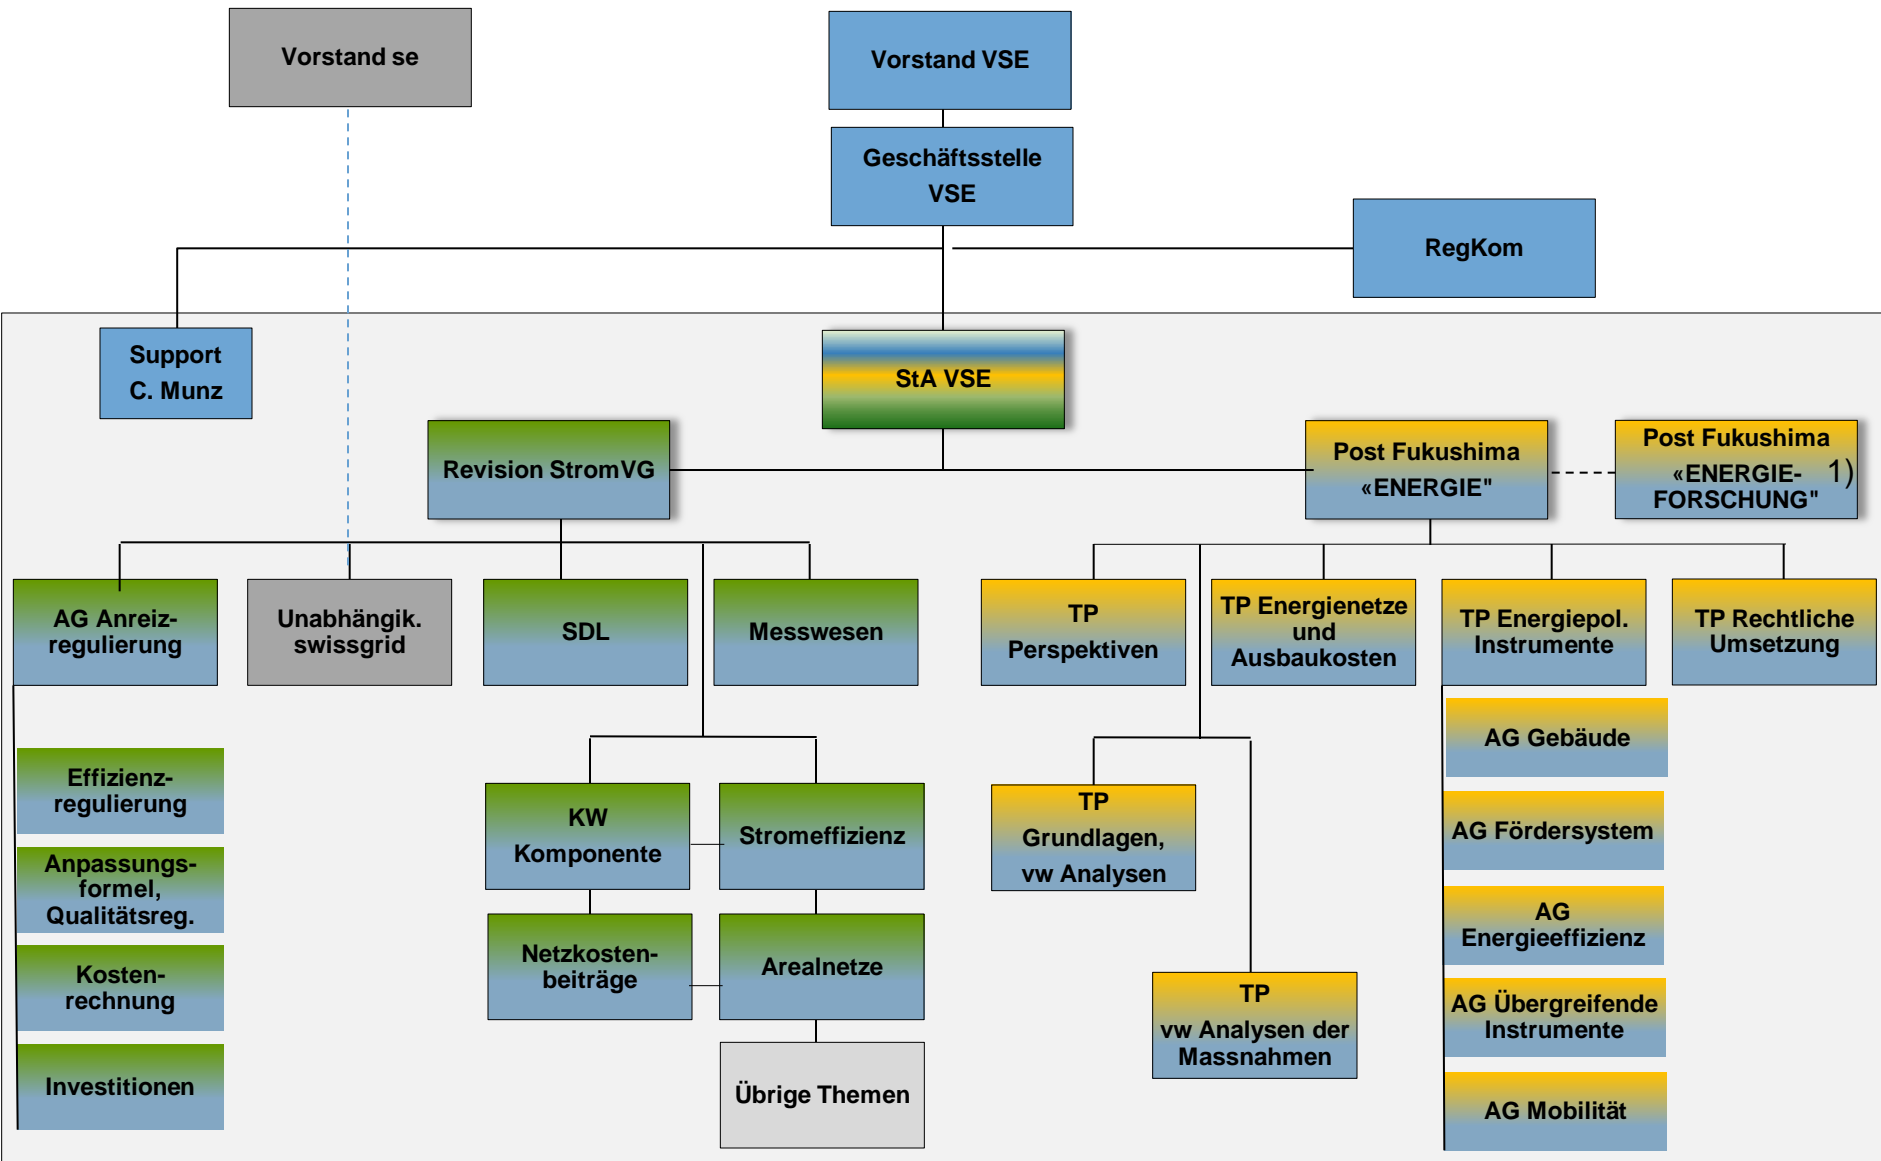 Vorstand se
Vorstand VSE
Geschäftsstelle
VSE
RegKom
Support
C. Munz
StA VSE
Revision StromVG
Post Fukushima
«ENERGIE"
Post Fukushima
«ENERGIE-
FORSCHUNG"
1)
AG Anreiz-
regulierung
Unabhängik.
swissgrid
SDL
Messwesen
TP
Perspektiven
TP Energienetze
und
Ausbaukosten
TP Energiepol.
Instrumente
TP Rechtliche
Umsetzung
Effizienz-
regulierung
Anpassungs-
formel,
Qualitätsreg.
Kosten-
rechnung
Investitionen
KW
Komponente
Stromeffizienz
Netzkosten-
beiträge
Arealnetze
Übrige Themen
TP
Grundlagen,
vw Analysen
TP
vw Analysen der
Massnahmen
AG Gebäude
AG Fördersystem
AG
Energieeffizienz
AG Übergreifende
Instrumente
AG Mobilität